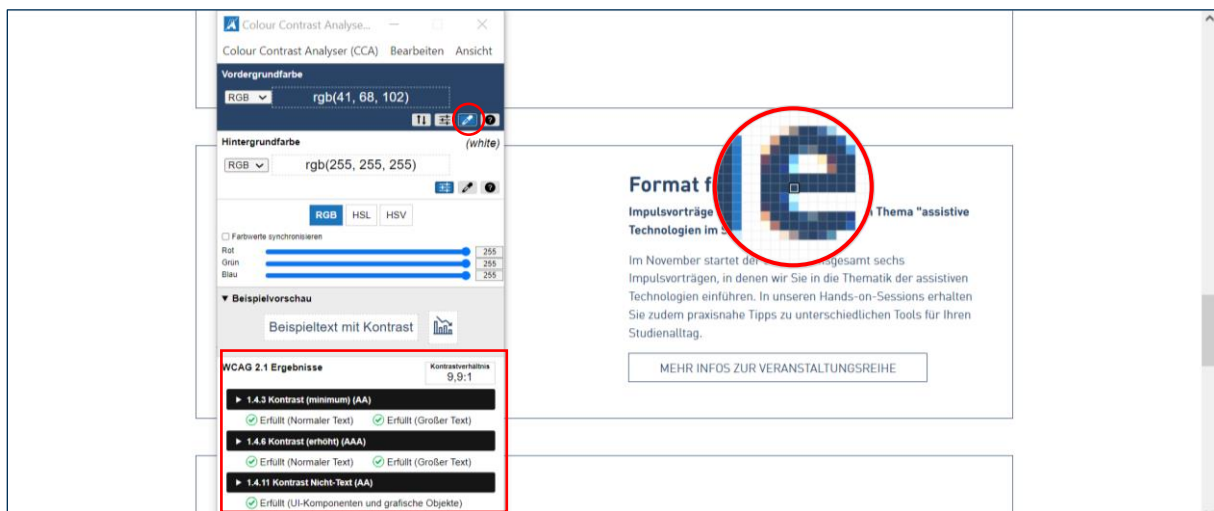 Colour Contrast Analyse...
Colour Contrast Analyser (CCA) Bearbeiten Ansicht
Vordergrundfarbe
RGB rgb(41, 68, 102)
Hintergrundfarbe (white)
RGB rgb(255, 255, 255)
RGB HSL HSV
Farbwerte synchronisieren
Rot 255
Grün 255
Blau 255
▼ Beispielvorschau
Beispieltext mit Kontrast
WCAG 2.1 Ergebnisse
Kontrastverhältnis
9,9:1
1.4.3 Kontrast (minimum) (AA)
Erfüllt (Normaler Text) Erfüllt (Großer Text)
1.4.6 Kontrast (erhöht) (AAA)
Erfüllt (Normaler Text) Erfüllt (Großer Text)
1.4.11 Kontrast Nicht-Text (AA)
Erfüllt (UI-Komponenten und grafische Objekte)
Format f
e
Impulsvorträge Thema "assistive
Technologien im S
Im November startet der insgesamt sechs
Impulsvorträgen, in denen wir Sie in die Thematik der assistiven
Technologien einführen. In unseren Hands-on-Sessions erhalten
Sie zudem praxisnahe Tipps zu unterschiedlichen Tools für Ihren
Studienalltag.
MEHR INFOS ZUR VERANSTALTUNGSREIHE